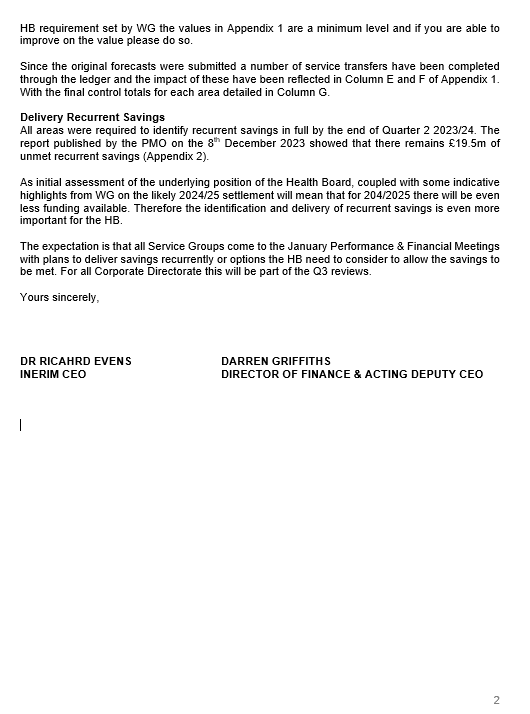 HB requirement set by WG the values in Appendix 1 are a minimum level and if you are able to
improve on the value please do so.
Since the original forecasts were submitted a number of service transfers have been completed
through the ledger and the impact of these have been reflected in Column E and F of Appendix 1.
With the final control totals for each area detailed in Column G.
Delivery Recurrent Savings
All areas were required to identify recurrent savings in full by the end of Quarter 2 2023/24. The
report published by the PMO on the 8th December 2023 showed that there remains £19.5m of
unmet recurrent savings (Appendix 2).
As initial assessment of the underlying position of the Health Board, coupled with some indicative
highlights from WG on the likely 2024/25 settlement will mean that for 204/2025 there will be even
less funding available. Therefore the identification and delivery of recurrent savings is even more
important for the HB.
The expectation is that all Service Groups come to the January Performance & Financial Meetings
with plans to deliver savings recurrently or options the HB need to consider to allow the savings to
be met. For all Corporate Directorate this will be part of the Q3 reviews.
Yours sincerely,
DR RICAHRD EVENS DARREN GRIFFITHS
INERIM CEO DIRECTOR OF FINANCE & ACTING DEPUTY CEO
2